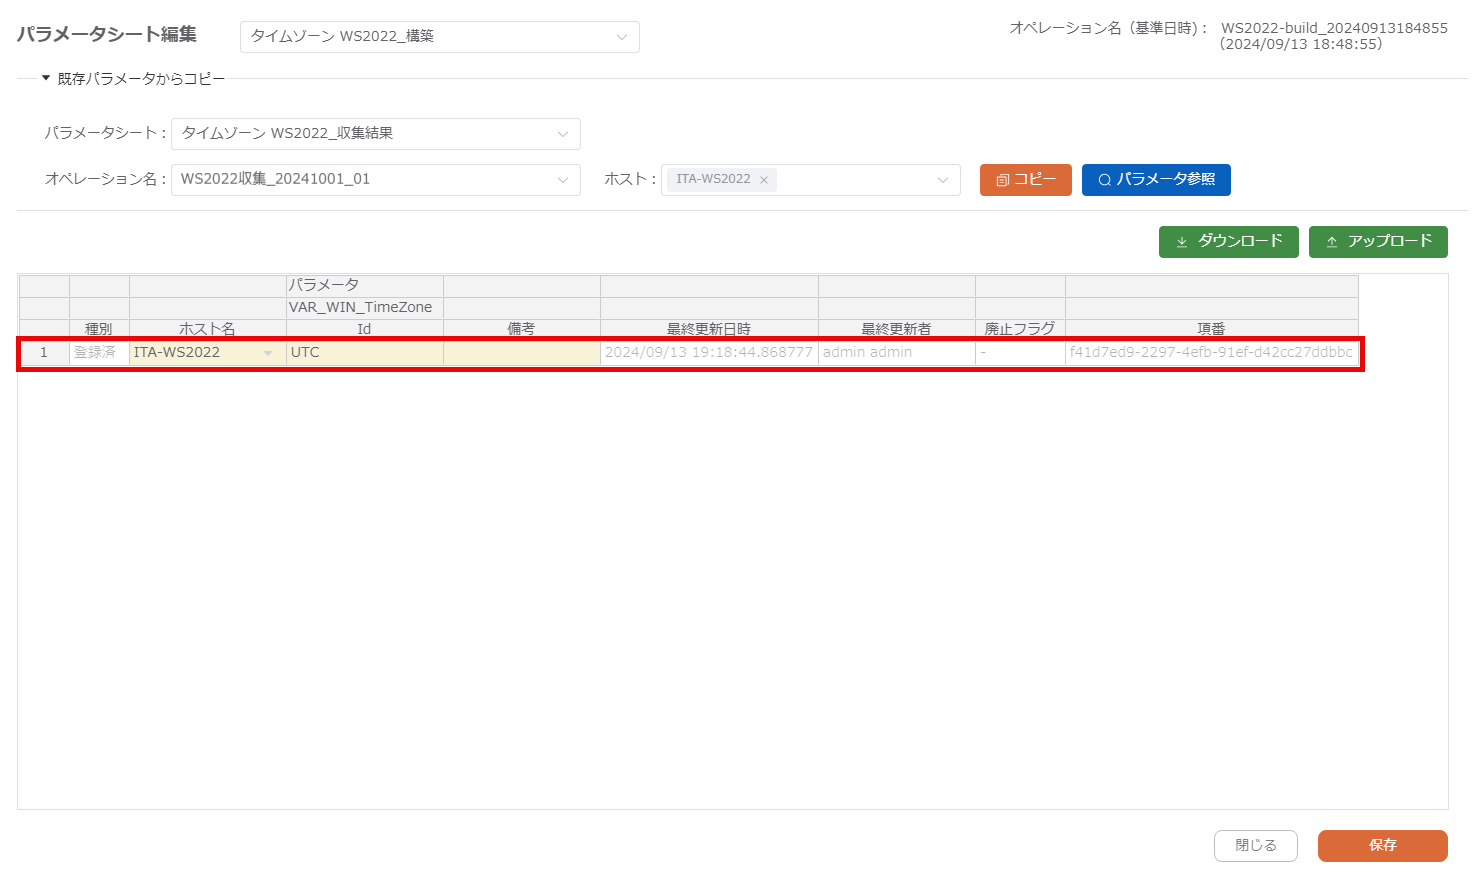 パラメータシート編集
タイムゾーン WS2022_構築
オペレーション名（基準日時）： WS2022-build_20240913184855
（2024/09/13 18:48:55）
既存パラメータからコピー
パラメータシート： タイムゾーン WS2022_収集結果
オペレーション名： WS2022収集_20241001_01 ホスト： ITA-WS2022 × コピー パラメータ参照
ダウンロード アップロード
パラメータ
VAR_WIN_TimeZone
種別 ホスト名 Id 備考 最終更新日時 最終更新者 廃止フラグ 項番
1 登録済 ITA-WS2022 UTC 2024/09/13 19:18:44.868777 admin admin - f41d7ed9-2297-4efb-91ef-d42cc27ddbbc
閉じる 保存